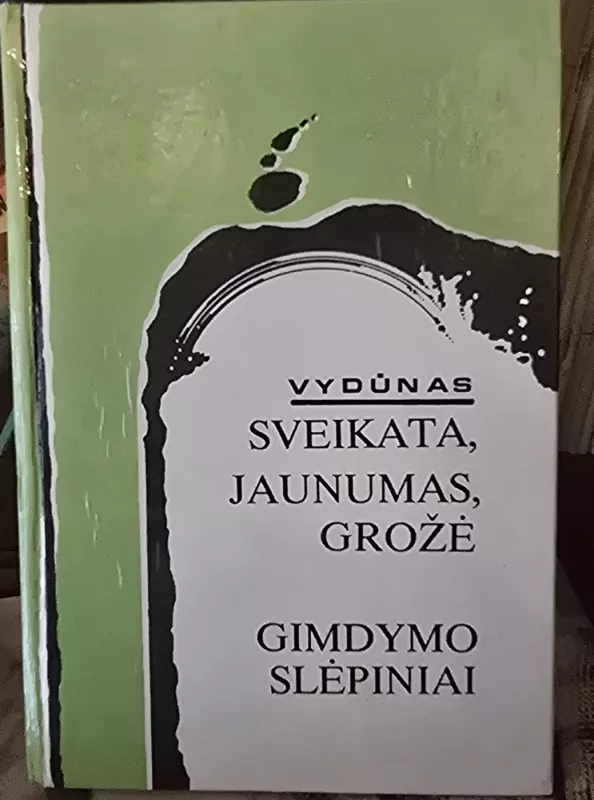 VYDŪNAS
SVEIKATA,
JAUNUMAS,
GROŽĖ
GIMDYMO
SLĖPINIAI